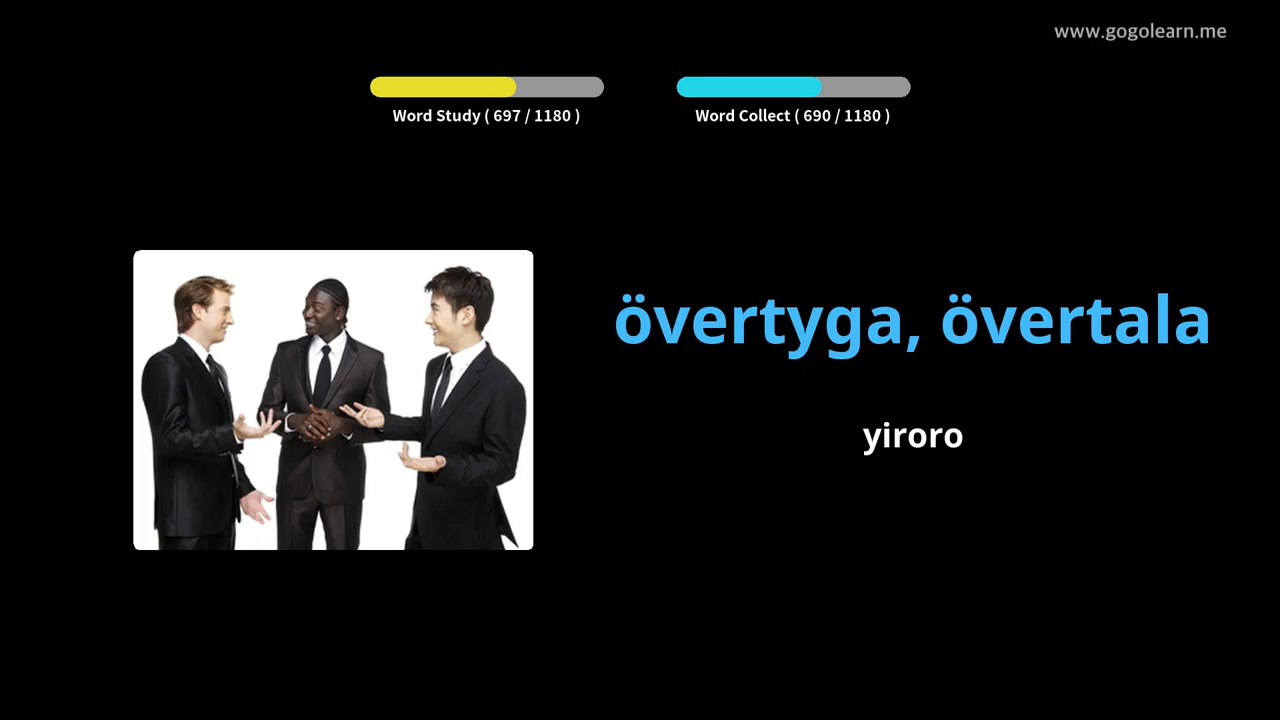 www.gogolearn.me
Word Study ( 697 / 1180 )
Word Collect ( 690 / 1180 )
övertyga, övertala
yiroro